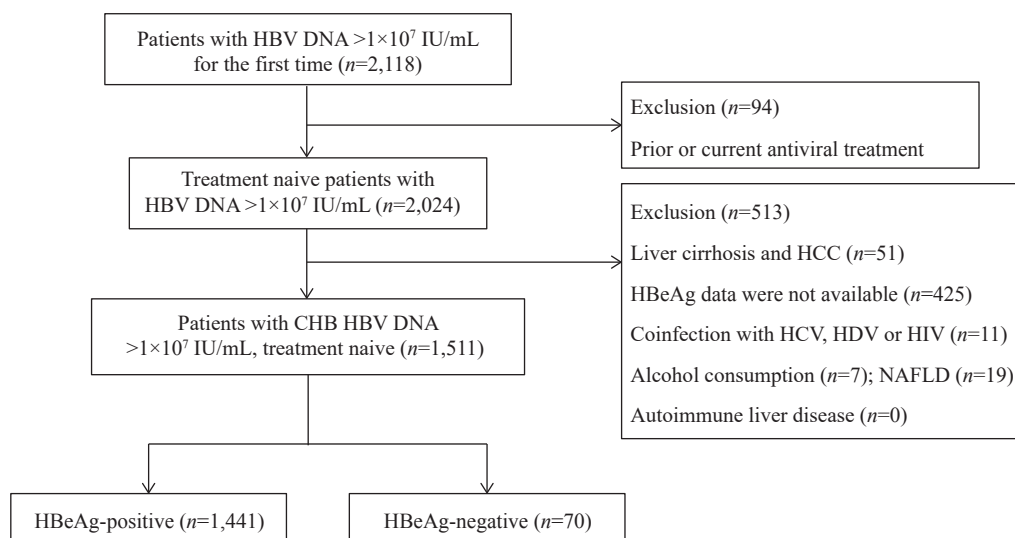 Patients with HBV DNA >1×10⁷ IU/mL
for the first time (n=2,118)
Exclusion (n=94)
Prior or current antiviral treatment
Treatment naive patients with
HBV DNA >1×10⁷ IU/mL (n=2,024)
Exclusion (n=513)
Liver cirrhosis and HCC (n=51)
HBeAg data were not available (n=425)
Coinfection with HCV, HDV or HIV (n=11)
Alcohol consumption (n=7); NAFLD (n=19)
Autoimmune liver disease (n=0)
Patients with CHB HBV DNA
>1×10⁷ IU/mL, treatment naive (n=1,511)
HBeAg-positive (n=1,441)
HBeAg-negative (n=70)